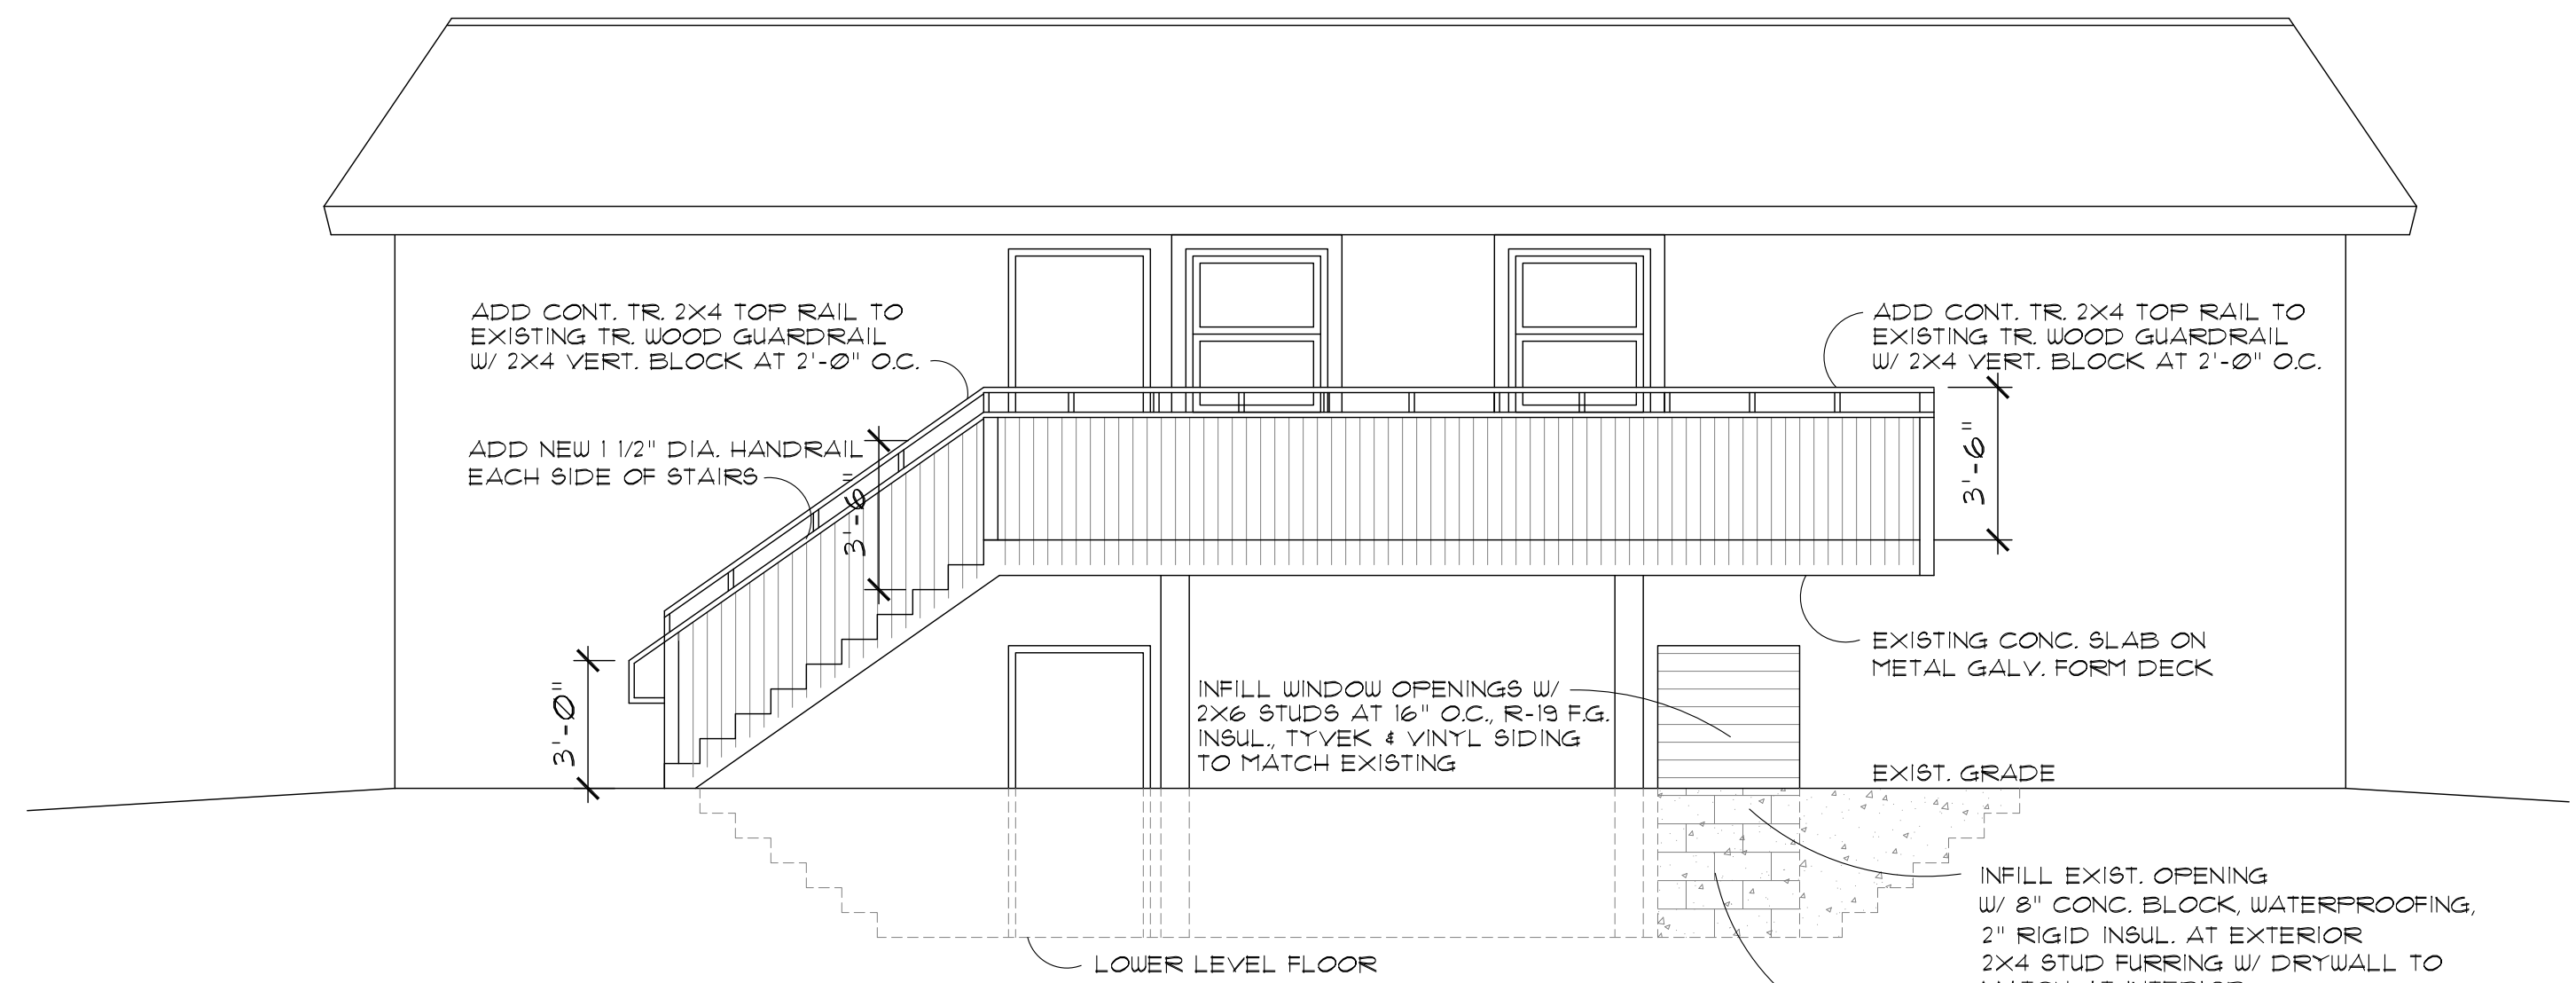 ADD CONT. TR. 2X4 TOP RAIL TO
EXISTING TR. WOOD GUARDRAIL
W/ 2X4 VERT. BLOCK AT 2'-0" O.C.
ADD CONT. TR. 2X4 TOP RAIL TO
EXISTING TR. WOOD GUARDRAIL
W/ 2X4 VERT. BLOCK AT 2'-0" O.C.
ADD NEW 1 1/2" DIA. HANDRAIL
EACH SIDE OF STAIRS
3'-6"
3'-6"
3'-0"
EXISTING CONC. SLAB ON
METAL GALV. FORM DECK
INFILL WINDOW OPENINGS W/
2X6 STUDS AT 16" O.C., R-19 F.G.
INSUL., TYVEK & VINYL SIDING
TO MATCH EXISTING
EXIST. GRADE
INFILL EXIST. OPENING
W/ 8" CONC. BLOCK, WATERPROOFING,
2" RIGID INSUL. AT EXTERIOR
2X4 STUD FURRING W/ DRYWALL TO
LOWER LEVEL FLOOR